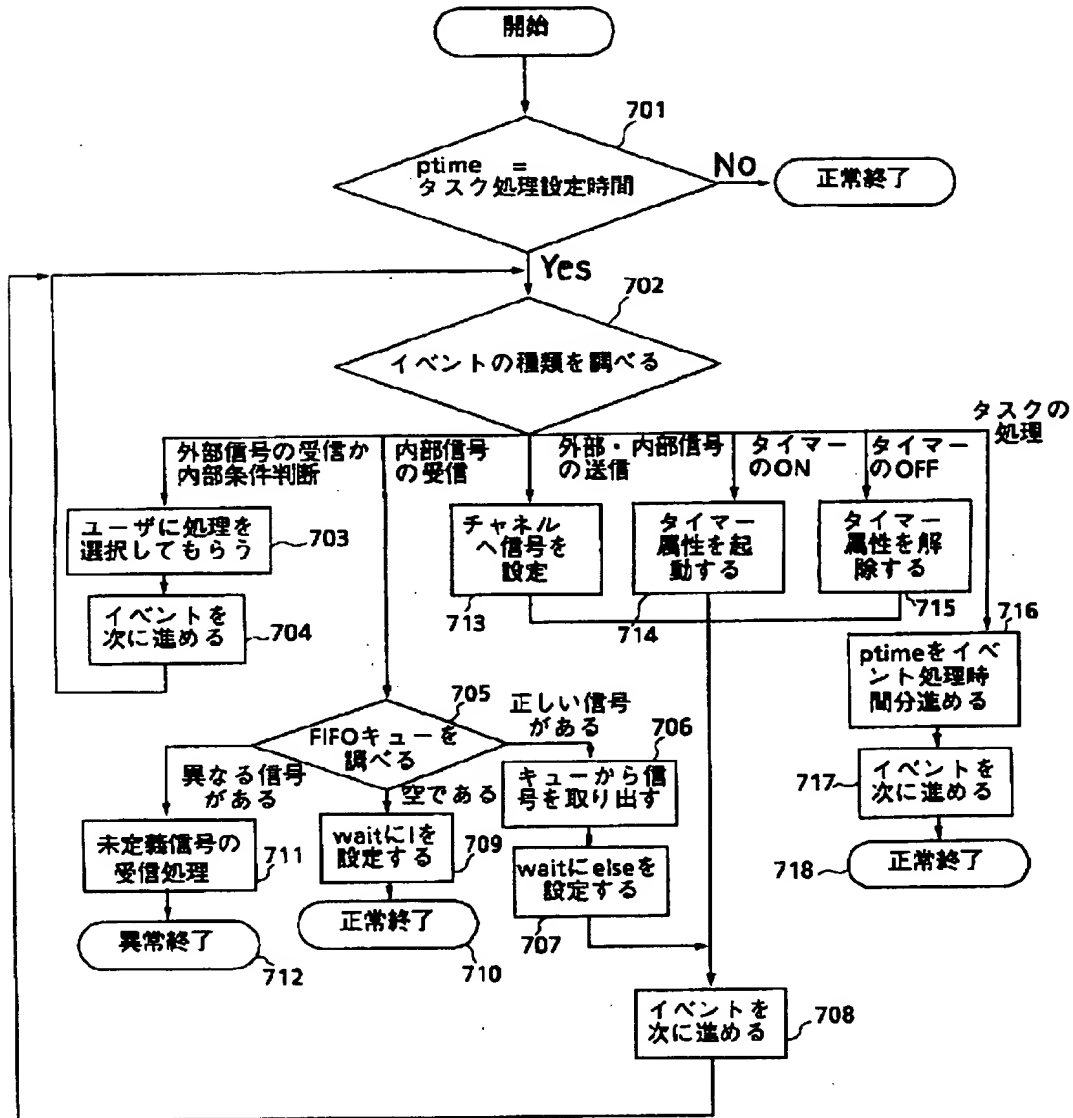 開始
701
ptime =
タスク処理設定時間
No
正常終了
Yes
702
イベントの種類を調べる
外部信号の受信か
内部条件判断
内部信号
の受信
外部・内部信号
の送信
タイマー
のON
タイマー
のOFF
タスクの
処理
ユーザに処理を
選択してもらう
703
イベントを
次に進める
704
チャネル
へ信号を
設定
713
タイマー
属性を起
動する
714
タイマー
属性を解
除する
715
716
ptimeをイベ
ント処理時
間分進める
717
イベントを
次に進める
718
正常終了
705
FIFOキューを
調べる
正しい信号
がある
706
キューから信
号を取り出す
waitにelseを
設定する
707
異なる信号
がある
空である
未定義信号の
受信処理
711
異常終了
712
waitにlを
設定する
709
正常終了
710
イベントを
次に進める
708